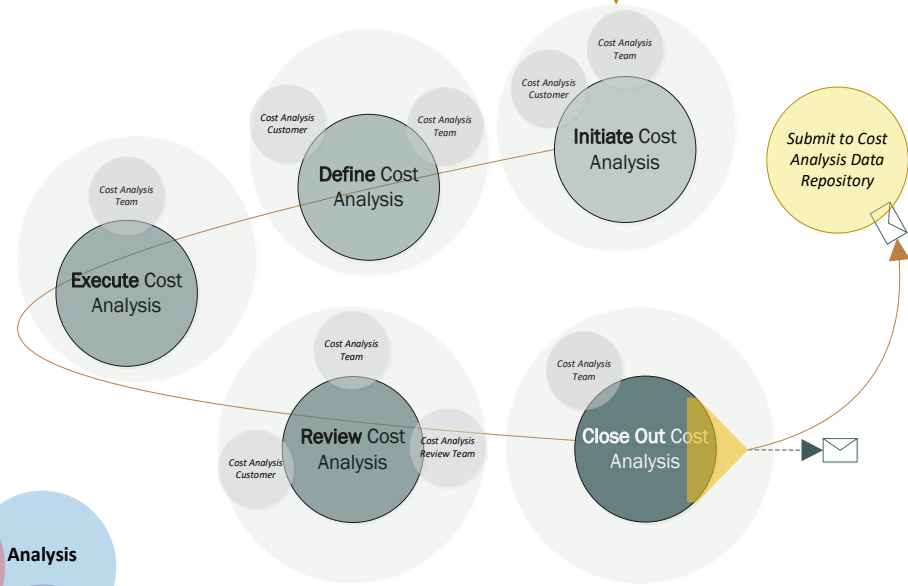 Cost Analysis
Team
Cost Analysis
Customer
Initiate Cost
Analysis
Cost Analysis
Customer
Cost Analysis
Team
Define Cost
Analysis
Submit to Cost
Analysis Data
Repository
Cost Analysis
Team
Execute Cost
Analysis
Cost Analysis
Team
Cost Analysis
Customer
Review Cost
Analysis
Cost Analysis
Review Team
Cost Analysis
Team
Close Out Cost
Analysis
Analysis